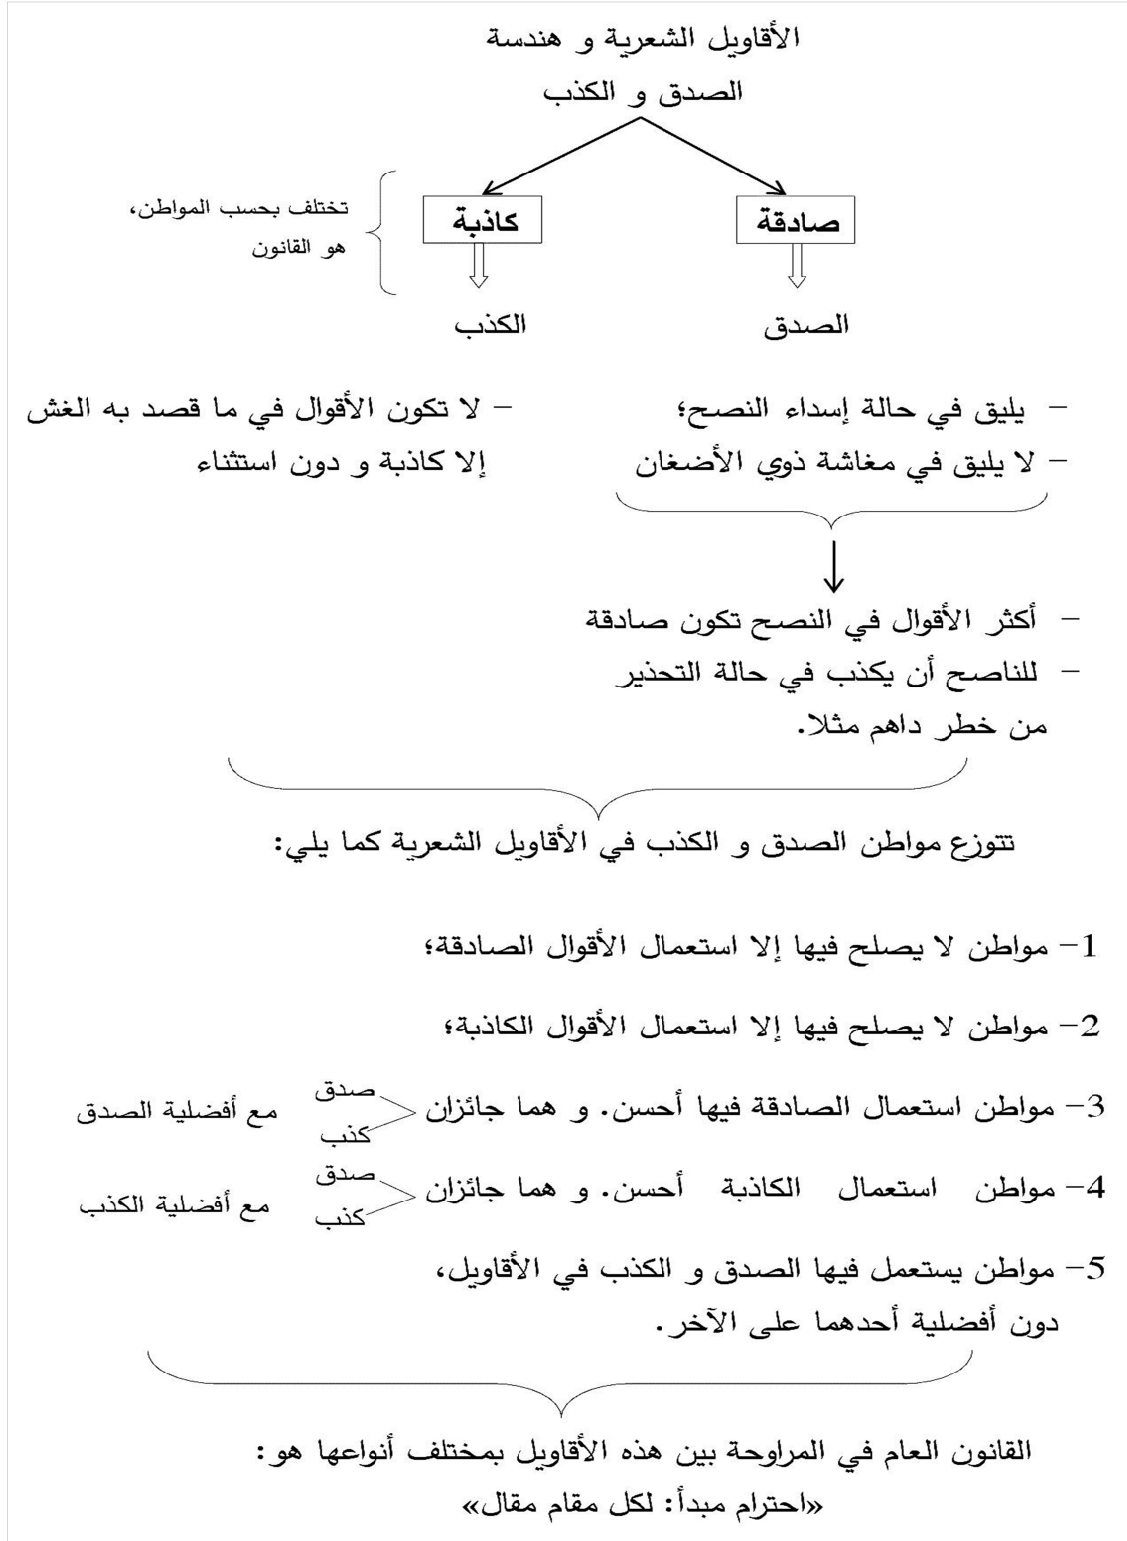 الأقاويل الشعرية و هندسة
الصدق و الكذب
صادقة
كاذبة
تختلف بحسب المواطن،
هو القانون
الصدق
الكذب
– يليق في حالة إسداء النصح؛
– لا يليق في مغاشة ذوي الأضغان
– لا تكون الأقوال في ما قصد به الغش
إلا كاذبة و دون استثناء
– أكثر الأقوال في النصح تكون صادقة
– للناصح أن يكذب في حالة التحذير
من خطر داهم مثلا.
تتوزع مواطن الصدق و الكذب في الأقاويل الشعرية كما يلي:
1– مواطن لا يصلح فيها إلا استعمال الأقوال الصادقة؛
2– مواطن لا يصلح فيها إلا استعمال الأقوال الكاذبة؛
3– مواطن استعمال الصادقة فيها أحسن. و هما جائزان
صدق
كذب
مع أفضلية الصدق
4– مواطن استعمال الكاذبة أحسن. و هما جائزان
صدق
كذب
مع أفضلية الكذب
5– مواطن يستعمل فيها الصدق و الكذب في الأقاويل،
دون أفضلية أحدهما على الآخر.
القانون العام في المراوحة بين هذه الأقاويل بمختلف أنواعها هو:
«احترام مبدأ: لكل مقام مقال»